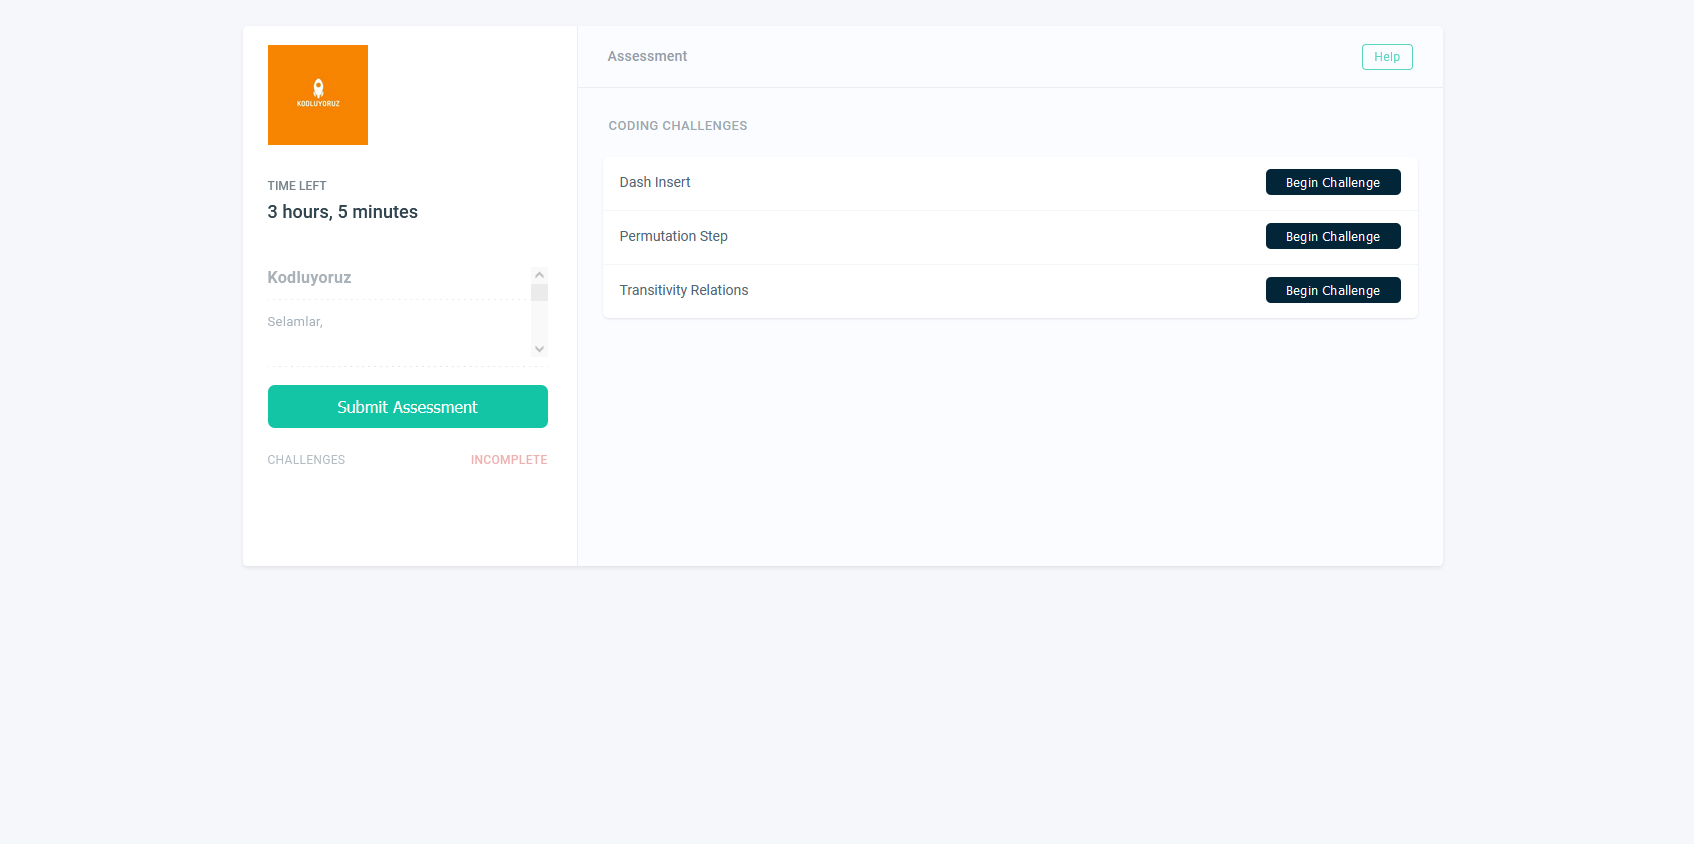 KODLUYORUZ
TIME LEFT
3 hours, 5 minutes
Kodluyoruz
Selamlar,
Submit Assessment
CHALLENGES INCOMPLETE
Assessment Help
CODING CHALLENGES
Dash Insert Begin Challenge
Permutation Step Begin Challenge
Transitivity Relations Begin Challenge